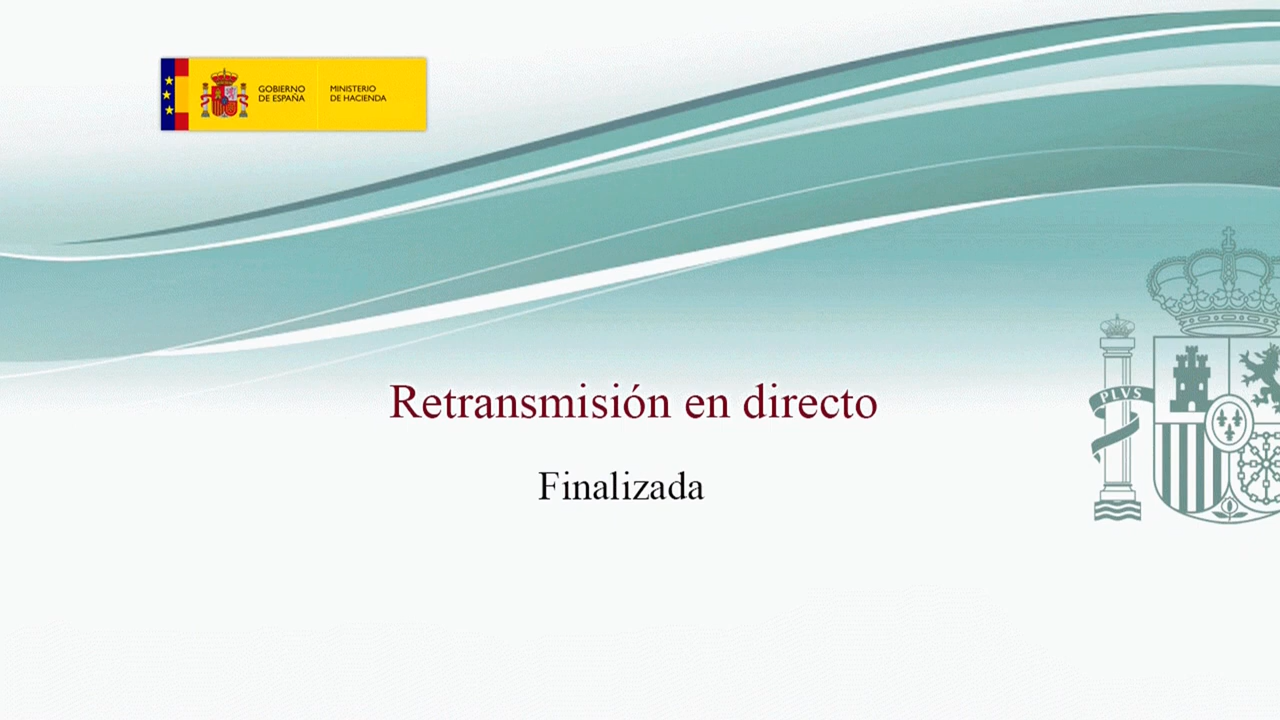 GOBIERNO
DE ESPAÑA
MINISTERIO
DE HACIENDA
Retransmisión en directo
PLVS
Finalizada